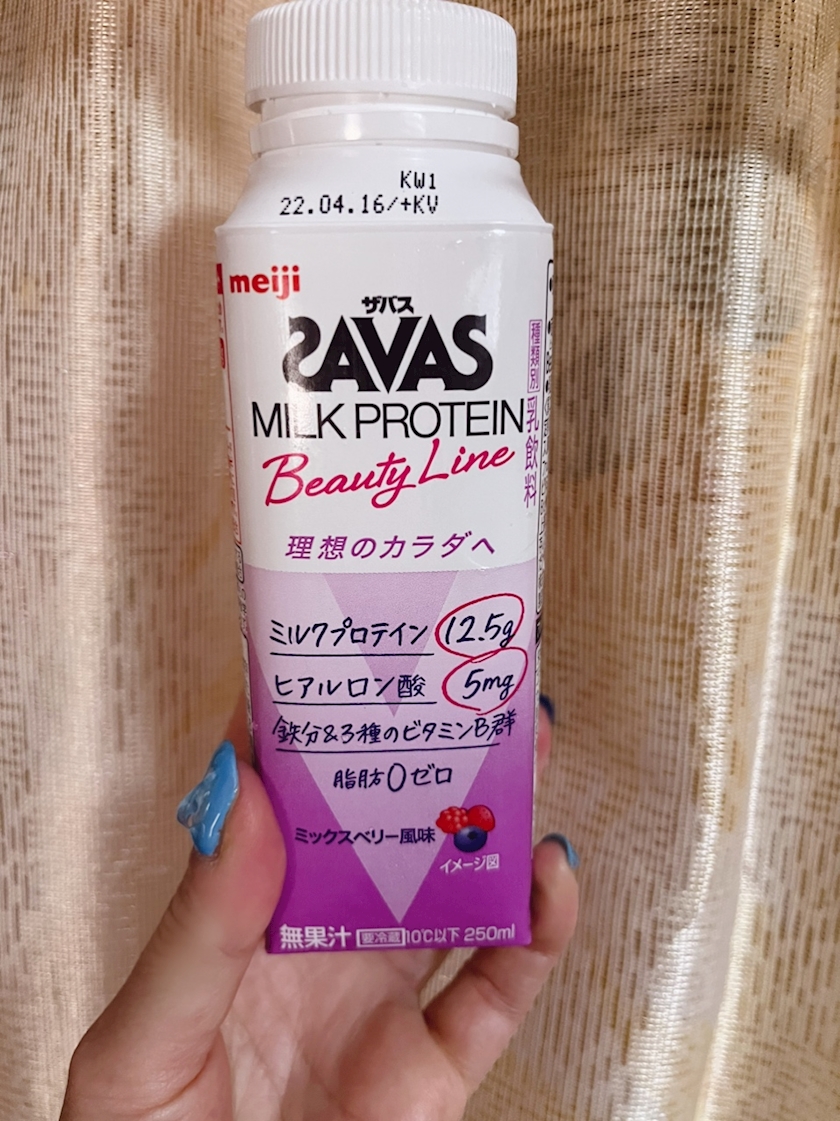 KW1
22.04.16/+KV
meiji
ザバス
SAVAS
MILK PROTEIN
Beauty Line
種類別 乳飲料
理想のカラダへ
ミルクプロテイン 12.5g
ヒアルロン酸 5mg
鉄分&3種のビタミンB群
脂肪0ゼロ
ミックスベリー風味
イメージ図
無果汁 要冷蔵 10℃以下 250ml